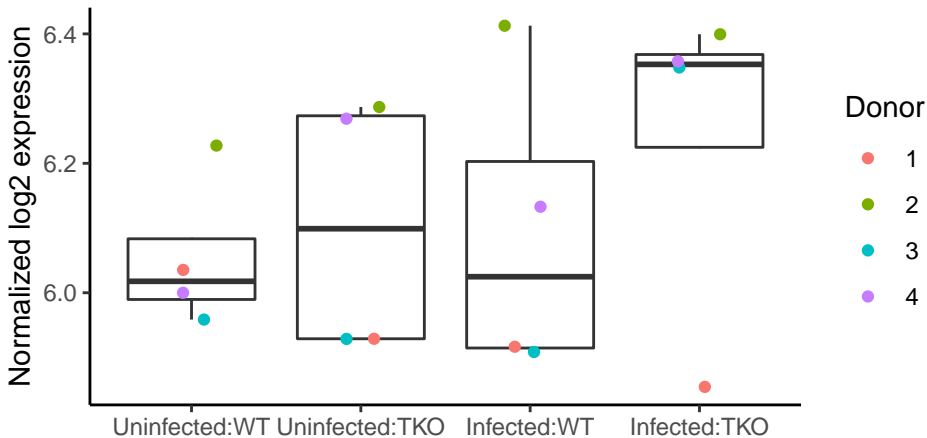 Normalized log2 expression
6.4
6.2
6.0
Uninfected:WT
Uninfected:TKO
Infected:WT
Infected:TKO
Donor
1
2
3
4